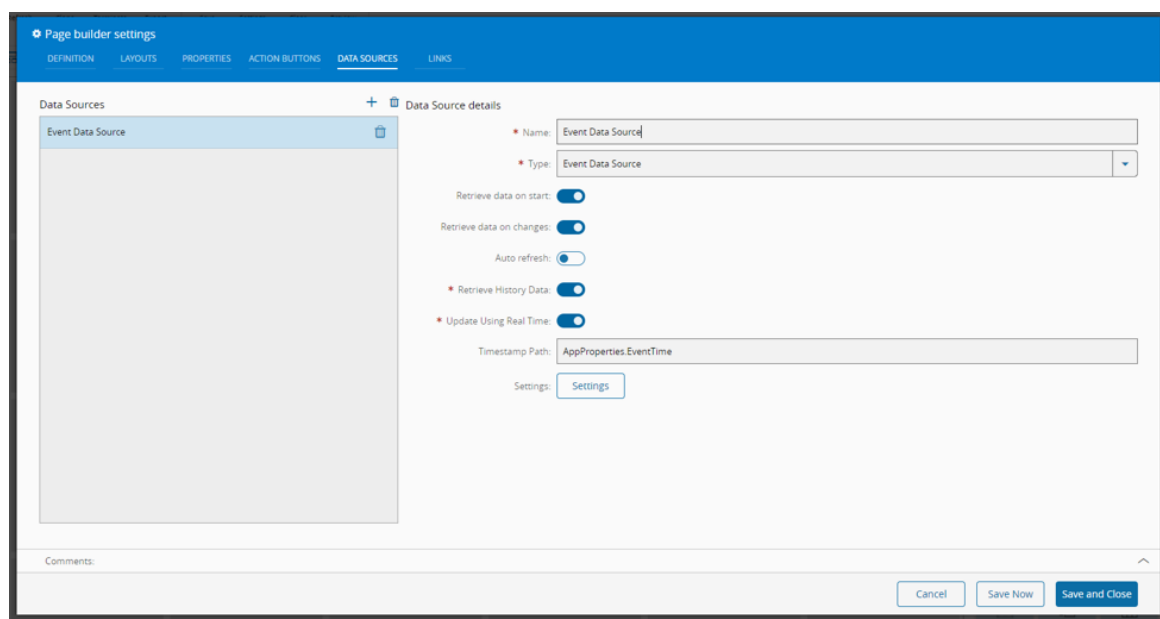 Page builder settings
DEFINITION LAYOUTS PROPERTIES ACTION BUTTONS DATA SOURCES LINKS
Data Sources
Event Data Source
Data Source details
* Name: Event Data Source
* Type: Event Data Source
Retrieve data on start:
Retrieve data on changes:
Auto refresh:
* Retrieve History Data:
* Update Using Real Time:
Timestamp Path: AppProperties.EventTime
Settings: Settings
Comments:
Cancel Save Now Save and Close